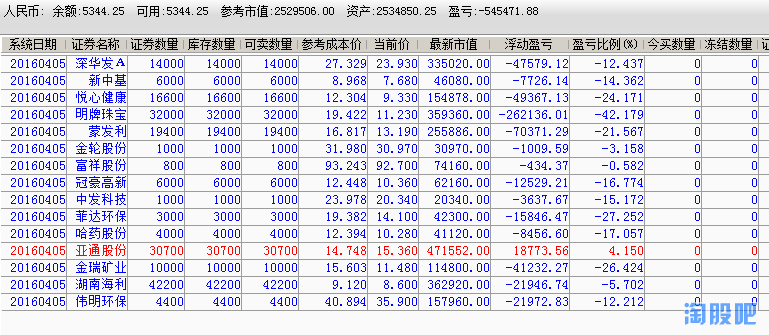 人民币: 余额:5344.25 可用:5344.25 参考市值:2529506.00 资产:2534850.25 盈亏:-545471.88
系统日期 证券名称 证券数量 库存数量 可卖数量 参考成本价 当前价 最新市值 浮动盈亏 盈亏比例(%) 今买数量 冻结数量 证
20160405 深华发A 14000 14000 14000 27.329 23.930 335020.00 -47579.12 -12.437 0 0
20160405 新中基 6000 6000 6000 8.968 7.680 46080.00 -7726.14 -14.362 0 0
20160405 悦心健康 16600 16600 16600 12.304 9.330 154878.00 -49367.13 -24.171 0 0
20160405 明牌珠宝 32000 32000 32000 19.422 11.230 359360.00 -262136.01 -42.179 0 0
20160405 蒙发利 19400 19400 19400 16.817 13.190 255886.00 -70371.29 -21.567 0 0
20160405 金轮股份 1000 1000 1000 31.980 30.970 30970.00 -1009.59 -3.158 0 0
20160405 富祥股份 800 800 800 93.243 92.700 74160.00 -434.37 -0.582 0 0
20160405 冠豪高新 6000 6000 6000 12.448 10.360 62160.00 -12529.21 -16.774 0 0
20160405 中发科技 1000 1000 1000 23.978 20.340 20340.00 -3637.67 -15.172 0 0
20160405 菲达环保 3000 3000 3000 19.382 14.100 42300.00 -15846.47 -27.252 0 0
20160405 哈药股份 4000 4000 4000 12.394 10.280 41120.00 -8456.60 -17.057 0 0
20160405 亚通股份 30700 30700 30700 14.748 15.360 471552.00 18773.56 4.150 0 0
20160405 金瑞矿业 10000 10000 10000 15.603 11.480 114800.00 -41232.27 -26.424 0 0
20160405 湖南海利 42200 42200 42200 9.120 8.600 362920.00 -21946.74 -5.702 0 0
20160405 伟明环保 4400 4400 4400 40.894 35.900 157960.00 -21972.83 -12.212 0 0
淘股吧